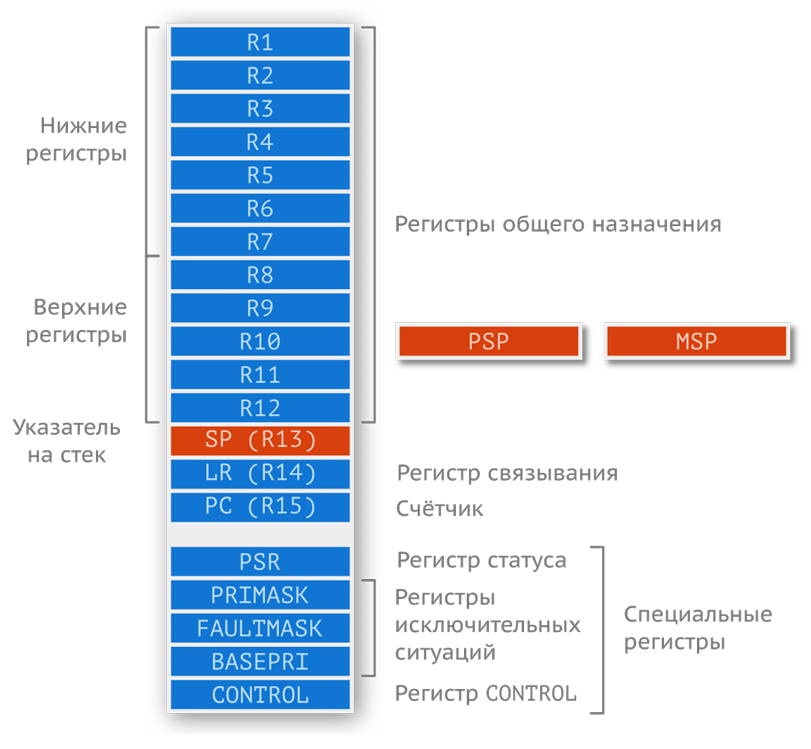 R1
R2
R3
R4
R5
R6
R7
R8
R9
R10
R11
R12
SP (R13)
LR (R14)
PC (R15)
PSR
PRIMASK
FAULTMASK
BASEPRI
CONTROL
Нижние
регистры
Верхние
регистры
Указатель
на стек
Регистры общего назначения
PSP
MSP
Регистр связывания
Счётчик
Регистр статуса
Регистры
исключительных
ситуаций
Регистр CONTROL
Специальные
регистры